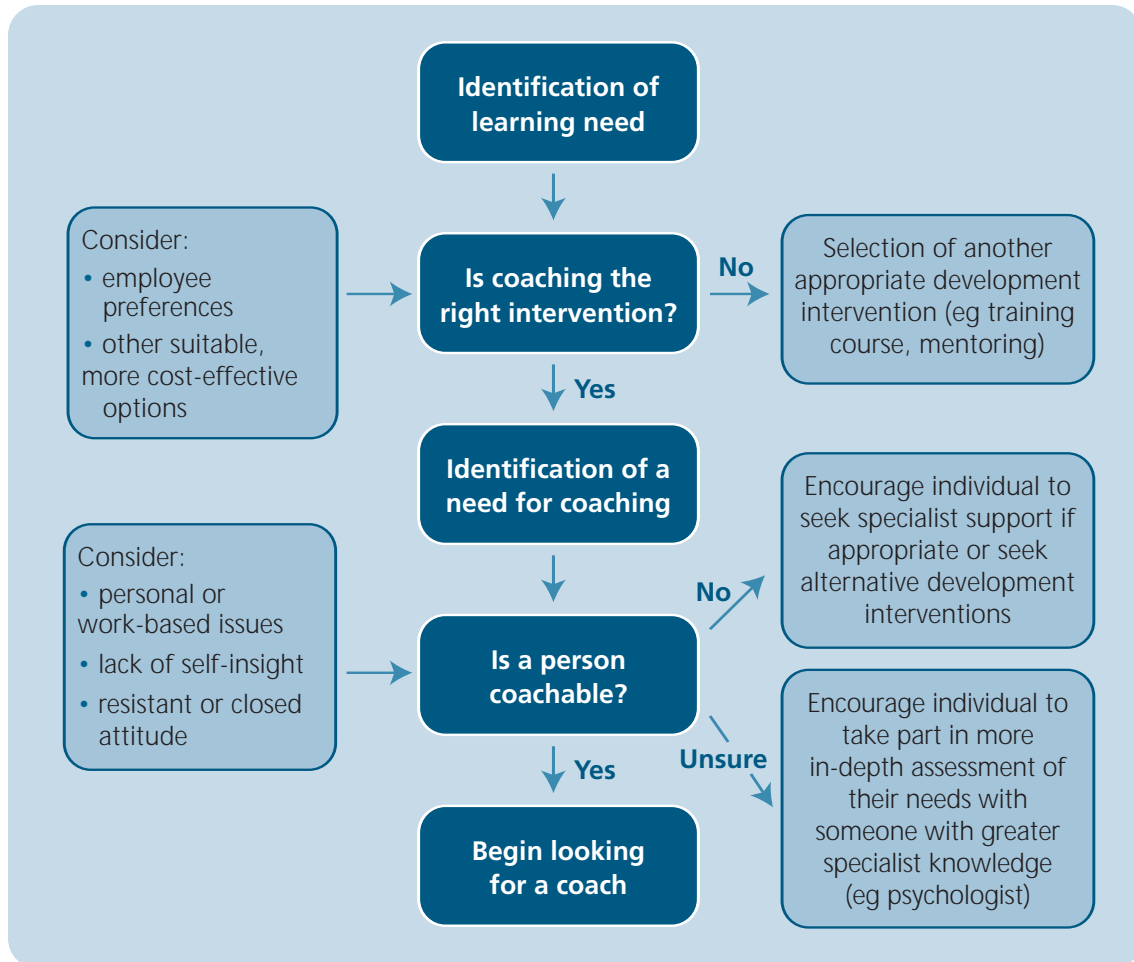 Identification of
learning need
Consider:
• employee
preferences
• other suitable,
more cost-effective
options
Is coaching the
right intervention?
No
Selection of another
appropriate development
intervention (eg training
course, mentoring)
Yes
Identification of a
need for coaching
Consider:
• personal or
work-based issues
• lack of self-insight
• resistant or closed
attitude
Is a person
coachable?
No
Encourage individual to
seek specialist support if
appropriate or seek
alternative development
interventions
Unsure
Encourage individual to
take part in more
in-depth assessment of
their needs with
someone with greater
specialist knowledge
(eg psychologist)
Yes
Begin looking
for a coach